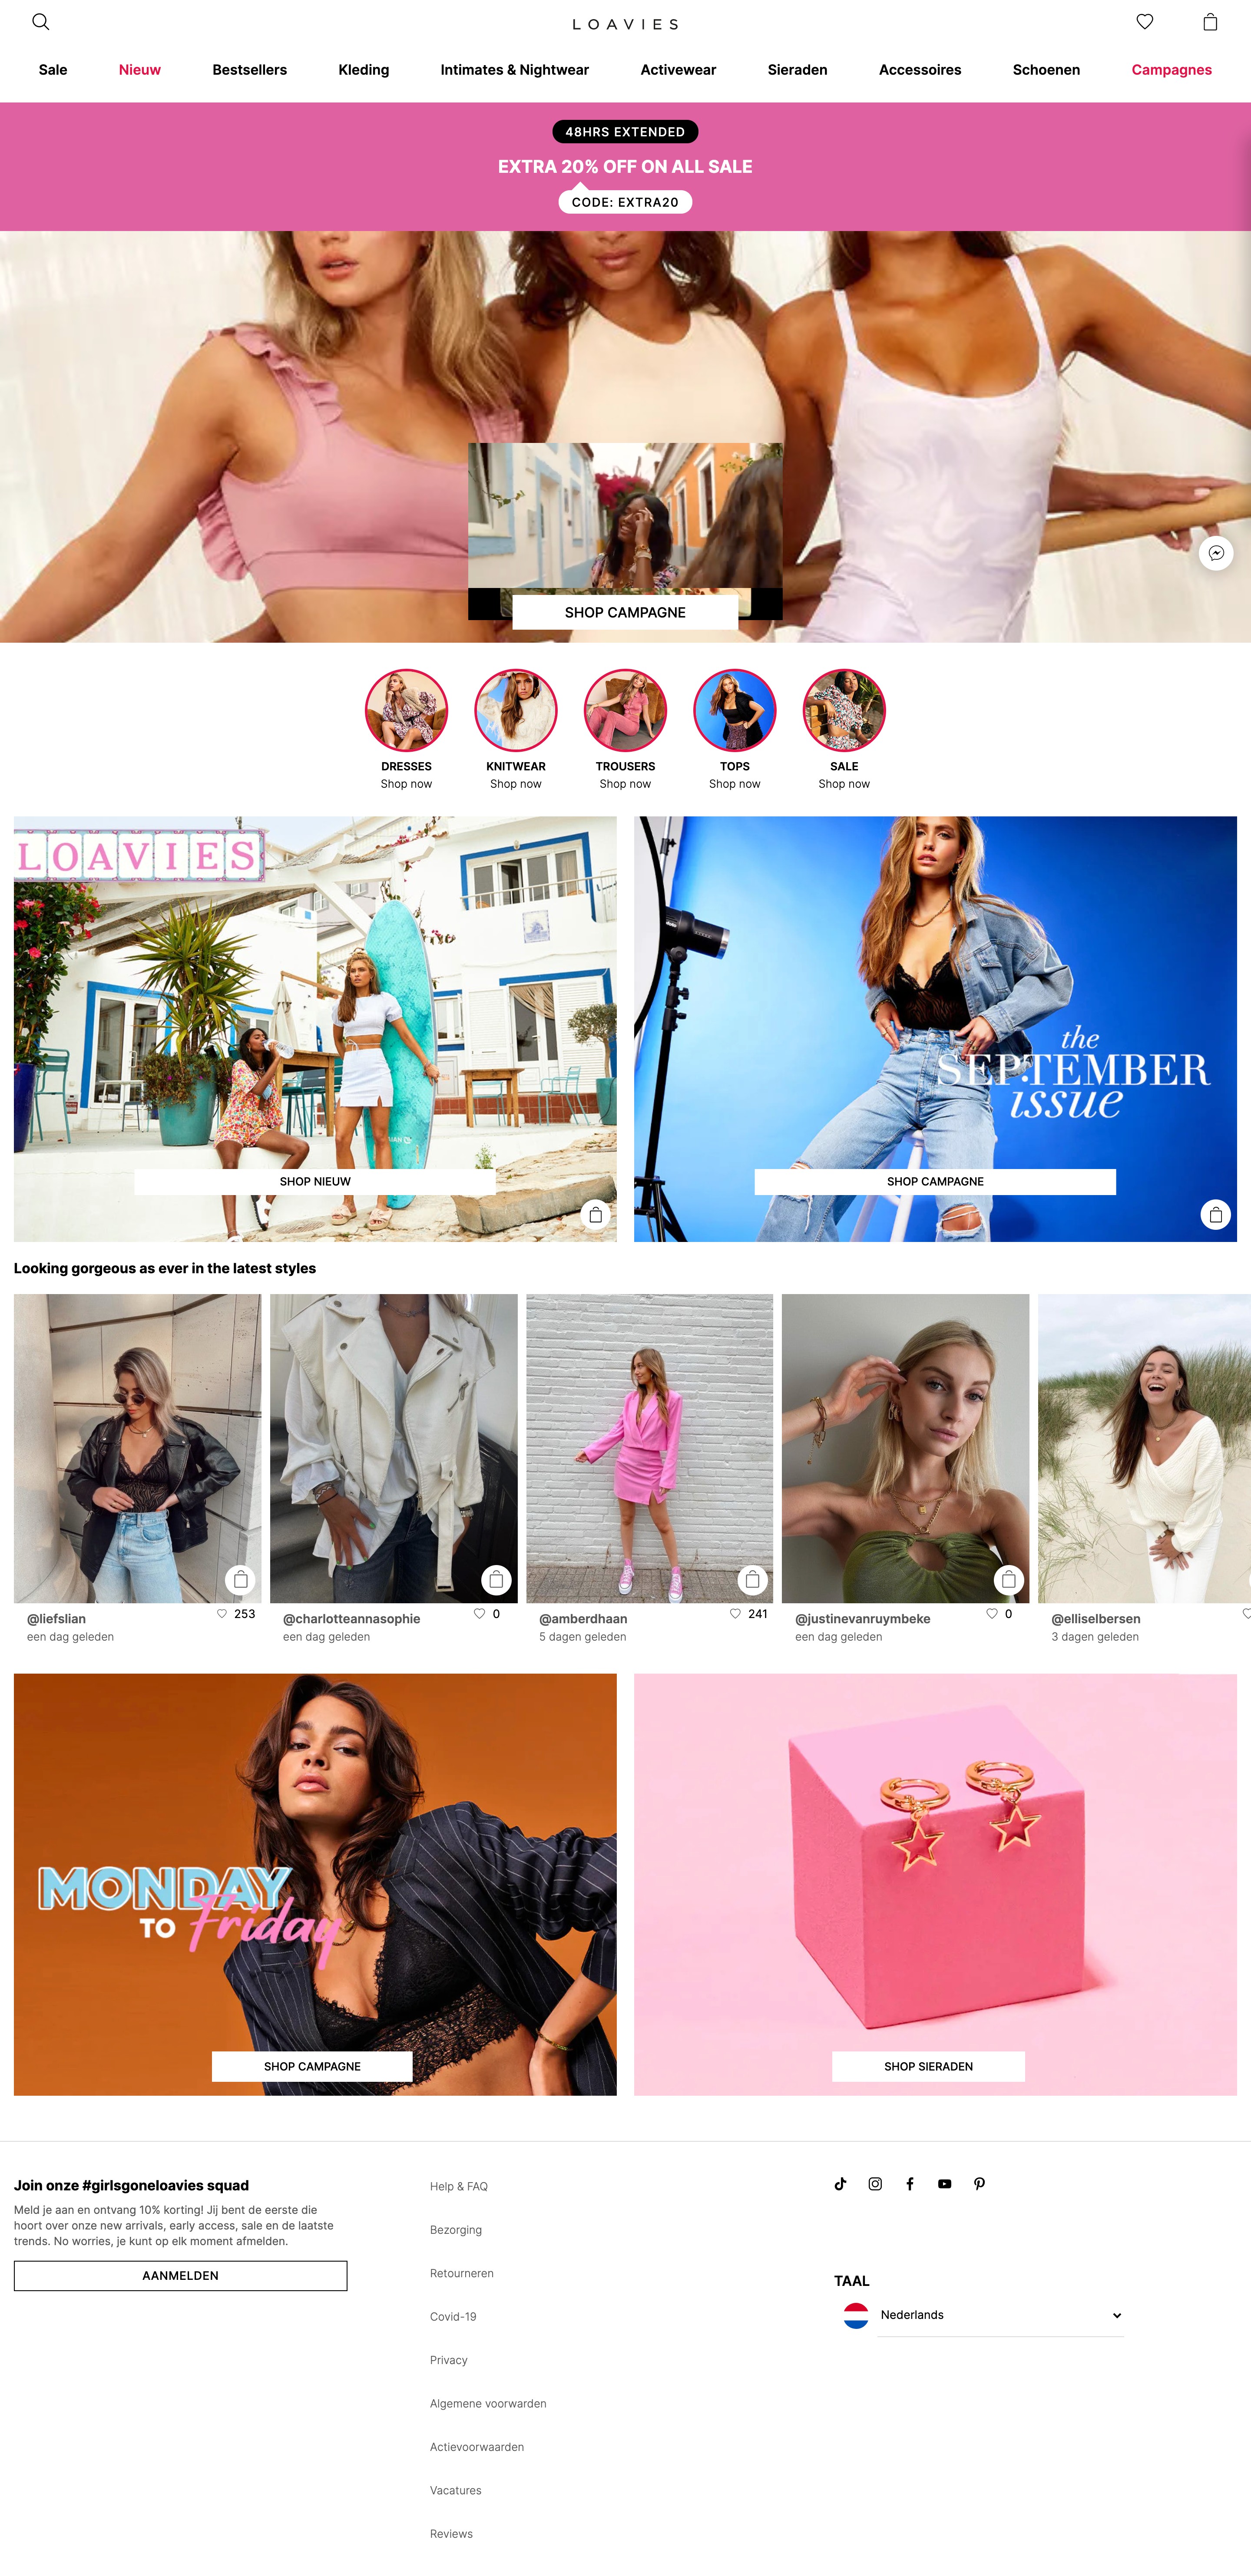 LOAVIES
Sale
Nieuw
Bestsellers
Kleding
Intimates & Nightwear
Activewear
Sieraden
Accessoires
Schoenen
Campagnes
48HRS EXTENDED
EXTRA 20% OFF ON ALL SALE
CODE: EXTRA20
SHOP CAMPAGNE
DRESSES
Shop now
KNITWEAR
Shop now
TROUSERS
Shop now
TOPS
Shop now
SALE
Shop now
LOAVIES
SHOP NIEUW
the
SEPTEMBER
issue
SHOP CAMPAGNE
Looking gorgeous as ever in the latest styles
@liefslian
253
een dag geleden
@charlotteannasophie
0
een dag geleden
@amberdhaan
241
5 dagen geleden
@justinevanruymbeke
0
een dag geleden
@elliselbersen
3 dagen geleden
MONDAY
TO Friday
SHOP CAMPAGNE
SHOP SIERADEN
Join onze #girlsgoneloavies squad
Meld je aan en ontvang 10% korting! Jij bent de eerste die
hoort over onze new arrivals, early access, sale en de laatste
trends. No worries, je kunt op elk moment afmelden.
AANMELDEN
Help & FAQ
Bezorging
Retourneren
Covid-19
Privacy
Algemene voorwarden
Actievoorwaarden
Vacatures
Reviews
TAAL
Nederlands